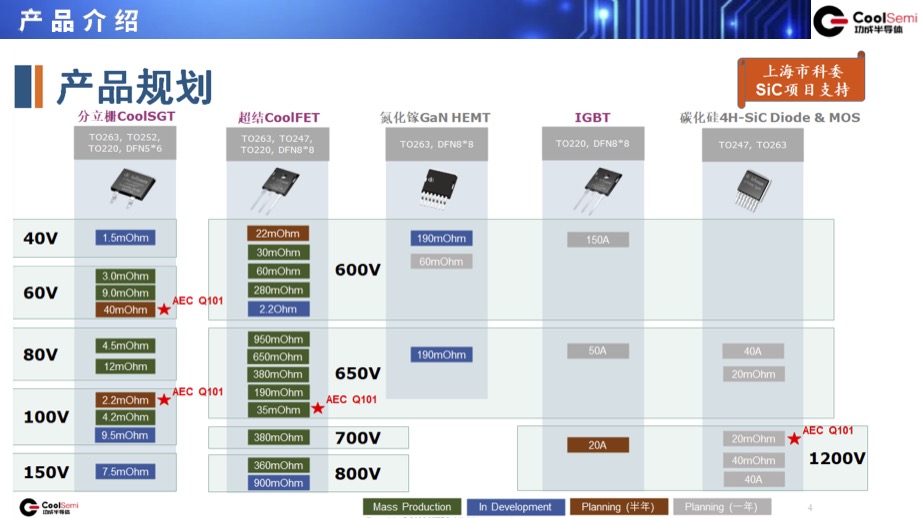 产品介绍
CoolSemi
功成半导体
产品规划
上海市科委
SiC项目支持
分立栅CoolSGT
超结CoolFET
氮化镓GaN HEMT
IGBT
碳化硅4H-SiC Diode & MOS
TO263, TO252,
TO220, DFN5*6
TO263, TO247,
TO220, DFN8*8
TO263, DFN8*8
TO220, DFN8*8
TO247, TO263
40V
1.5mOhm
60V
3.0mOhm
9.0mOhm
40mOhm
AEC Q101
80V
4.5mOhm
12mOhm
100V
2.2mOhm
AEC Q101
4.2mOhm
9.5mOhm
150V
7.5mOhm
22mOhm
30mOhm
60mOhm
280mOhm
2.2Ohm
600V
190mOhm
60mOhm
150A
950mOhm
650mOhm
380mOhm
190mOhm
35mOhm
AEC Q101
650V
190mOhm
50A
40A
20mOhm
380mOhm
700V
360mOhm
900mOhm
800V
20A
20mOhm
AEC Q101
40mOhm
40A
1200V
CoolSemi
功成半导体
Mass Production
In Development
Planning (半年)
Planning (一年)
4